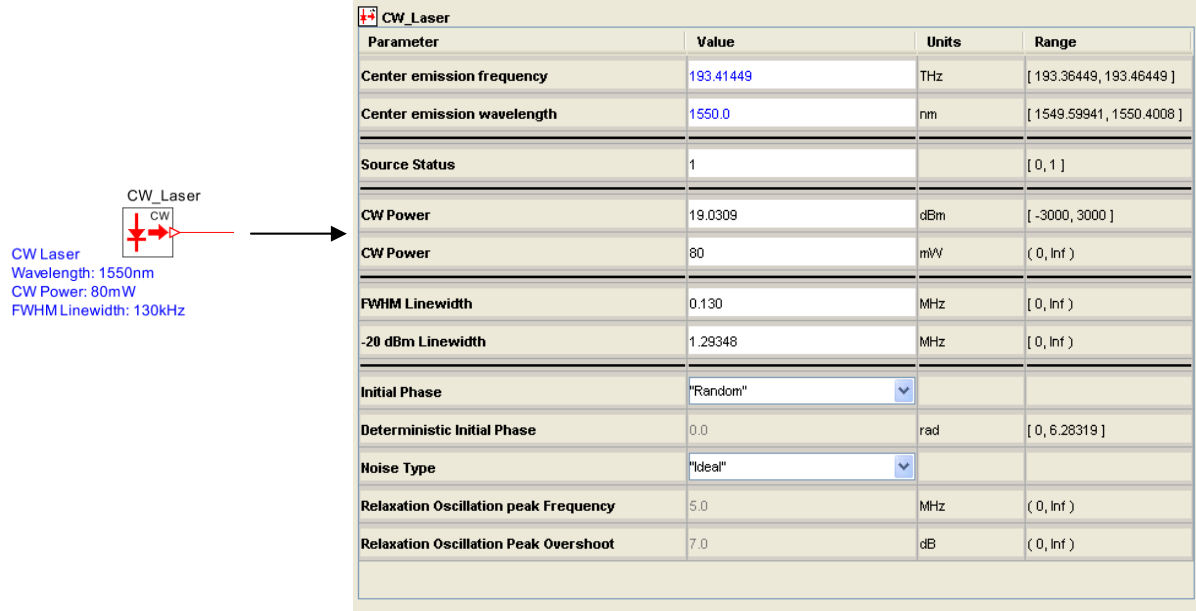 CW_Laser
CW
CW Laser
Wavelength: 1550nm
CW Power: 80mW
FWHM Linewidth: 130kHz
CW_Laser
Parameter Value Units Range
Center emission frequency 193.41449 THz [ 193.36449, 193.46449 ]
Center emission wavelength 1550.0 nm [ 1549.59941, 1550.4008 ]
Source Status 1 [ 0, 1 ]
CW Power 19.0309 dBm [ -3000, 3000 ]
CW Power 80 mW ( 0, Inf )
FWHM Linewidth 0.130 MHz [ 0, Inf )
-20 dBm Linewidth 1.29348 MHz [ 0, Inf )
Initial Phase "Random"
Deterministic Initial Phase 0.0 rad [ 0, 6.28319 ]
Noise Type "Ideal"
Relaxation Oscillation peak Frequency 5.0 MHz ( 0, Inf )
Relaxation Oscillation Peak Overshoot 7.0 dB ( 0, Inf )